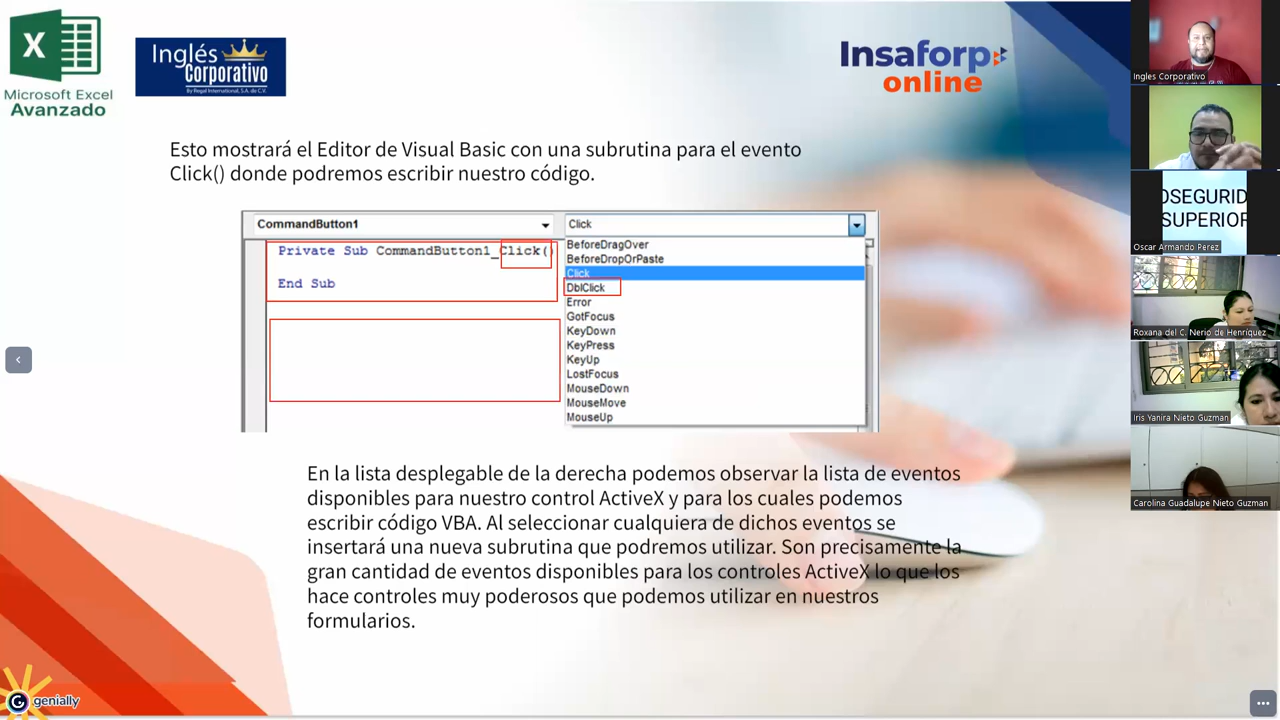 Microsoft Excel
Avanzado
Inglés
Corporativo
By Regal International, S.A. de C.V.
Insaforp
online
Esto mostrará el Editor de Visual Basic con una subrutina para el evento
Click() donde podremos escribir nuestro código.
CommandButton1
Click
Private Sub CommandButton1_Click()
End Sub
BeforeDragOver
BeforeDropOrPaste
Click
DblClick
Error
GotFocus
KeyDown
KeyPress
KeyUp
LostFocus
MouseDown
MouseMove
MouseUp
En la lista desplegable de la derecha podemos observar la lista de eventos
disponibles para nuestro control ActiveX y para los cuales podemos
escribir código VBA. Al seleccionar cualquiera de dichos eventos se
insertará una nueva subrutina que podremos utilizar. Son precisamente la
gran cantidad de eventos disponibles para los controles ActiveX lo que los
hace controles muy poderosos que podemos utilizar en nuestros
formularios.
genially
Ingles Corporativo
OSEGURID
SUPERIOR
Oscar Armando Perez
Roxana del C. Nerio de Henríquez
Iris Yanira Nieto Guzman
Carolina Guadalupe Nieto Guzman